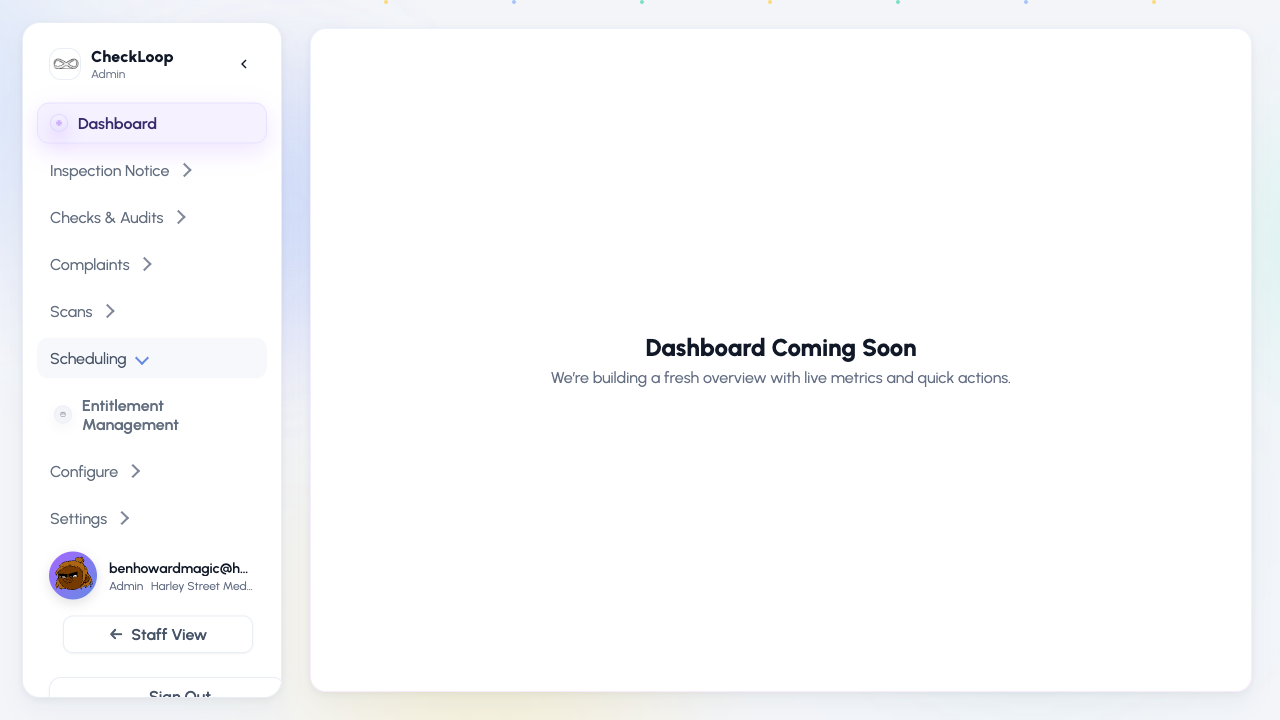 CheckLoop
Admin
Dashboard
Inspection Notice
Checks & Audits
Complaints
Scans
Scheduling
Entitlement
Management
Configure
Settings
benhowardmagic@h...
Admin Harley Street Med...
Staff View
Sign Out
Dashboard Coming Soon
We're building a fresh overview with live metrics and quick actions.